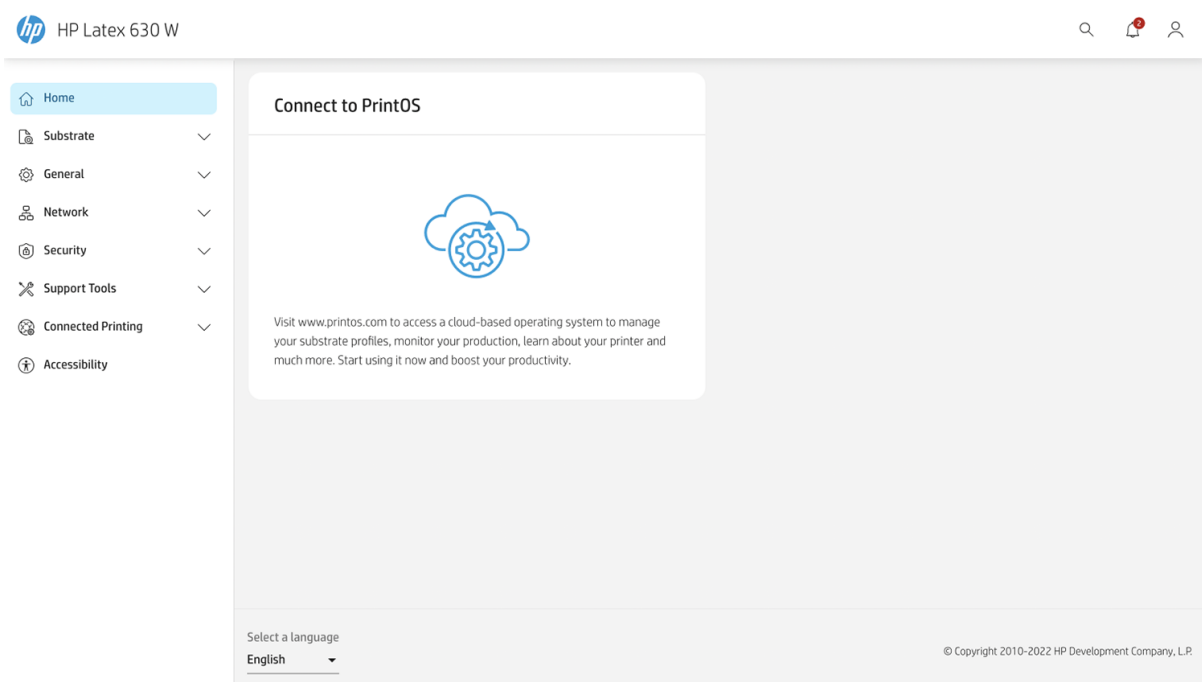 hp HP Latex 630 W
2
Home
Substrate
General
Network
Security
Support Tools
Connected Printing
Accessibility
Connect to PrintOS
Visit www.printos.com to access a cloud-based operating system to manage
your substrate profiles, monitor your production, learn about your printer and
much more. Start using it now and boost your productivity.
Select a language
English
© Copyright 2010-2022 HP Development Company, L.P.